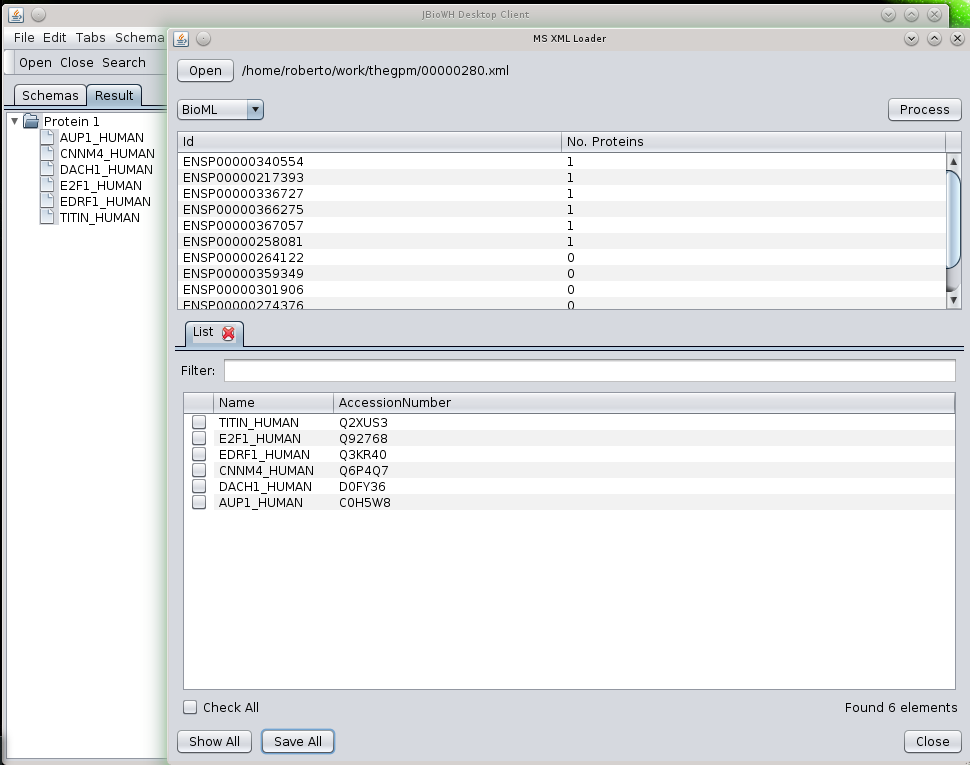 JBioWH Desktop Client
File Edit Tabs Schema
Open Close Search
Schemas Result
Protein 1
AUP1_HUMAN
CNNM4_HUMAN
DACH1_HUMAN
E2F1_HUMAN
EDRF1_HUMAN
TITIN_HUMAN
MS XML Loader
Open /home/roberto/work/thegpm/00000280.xml
BioML Process
Id No. Proteins
ENSP00000340554 1
ENSP00000217393 1
ENSP00000336727 1
ENSP00000366275 1
ENSP00000367057 1
ENSP00000258081 1
ENSP00000264122 0
ENSP00000359349 0
ENSP00000301906 0
ENSP00000274376 0
List
Filter:
Name AccessionNumber
TITIN_HUMAN Q2XUS3
E2F1_HUMAN Q92768
EDRF1_HUMAN Q3KR40
CNNM4_HUMAN Q6P4Q7
DACH1_HUMAN D0FY36
AUP1_HUMAN C0H5W8
Check All Found 6 elements
Show All Save All Close